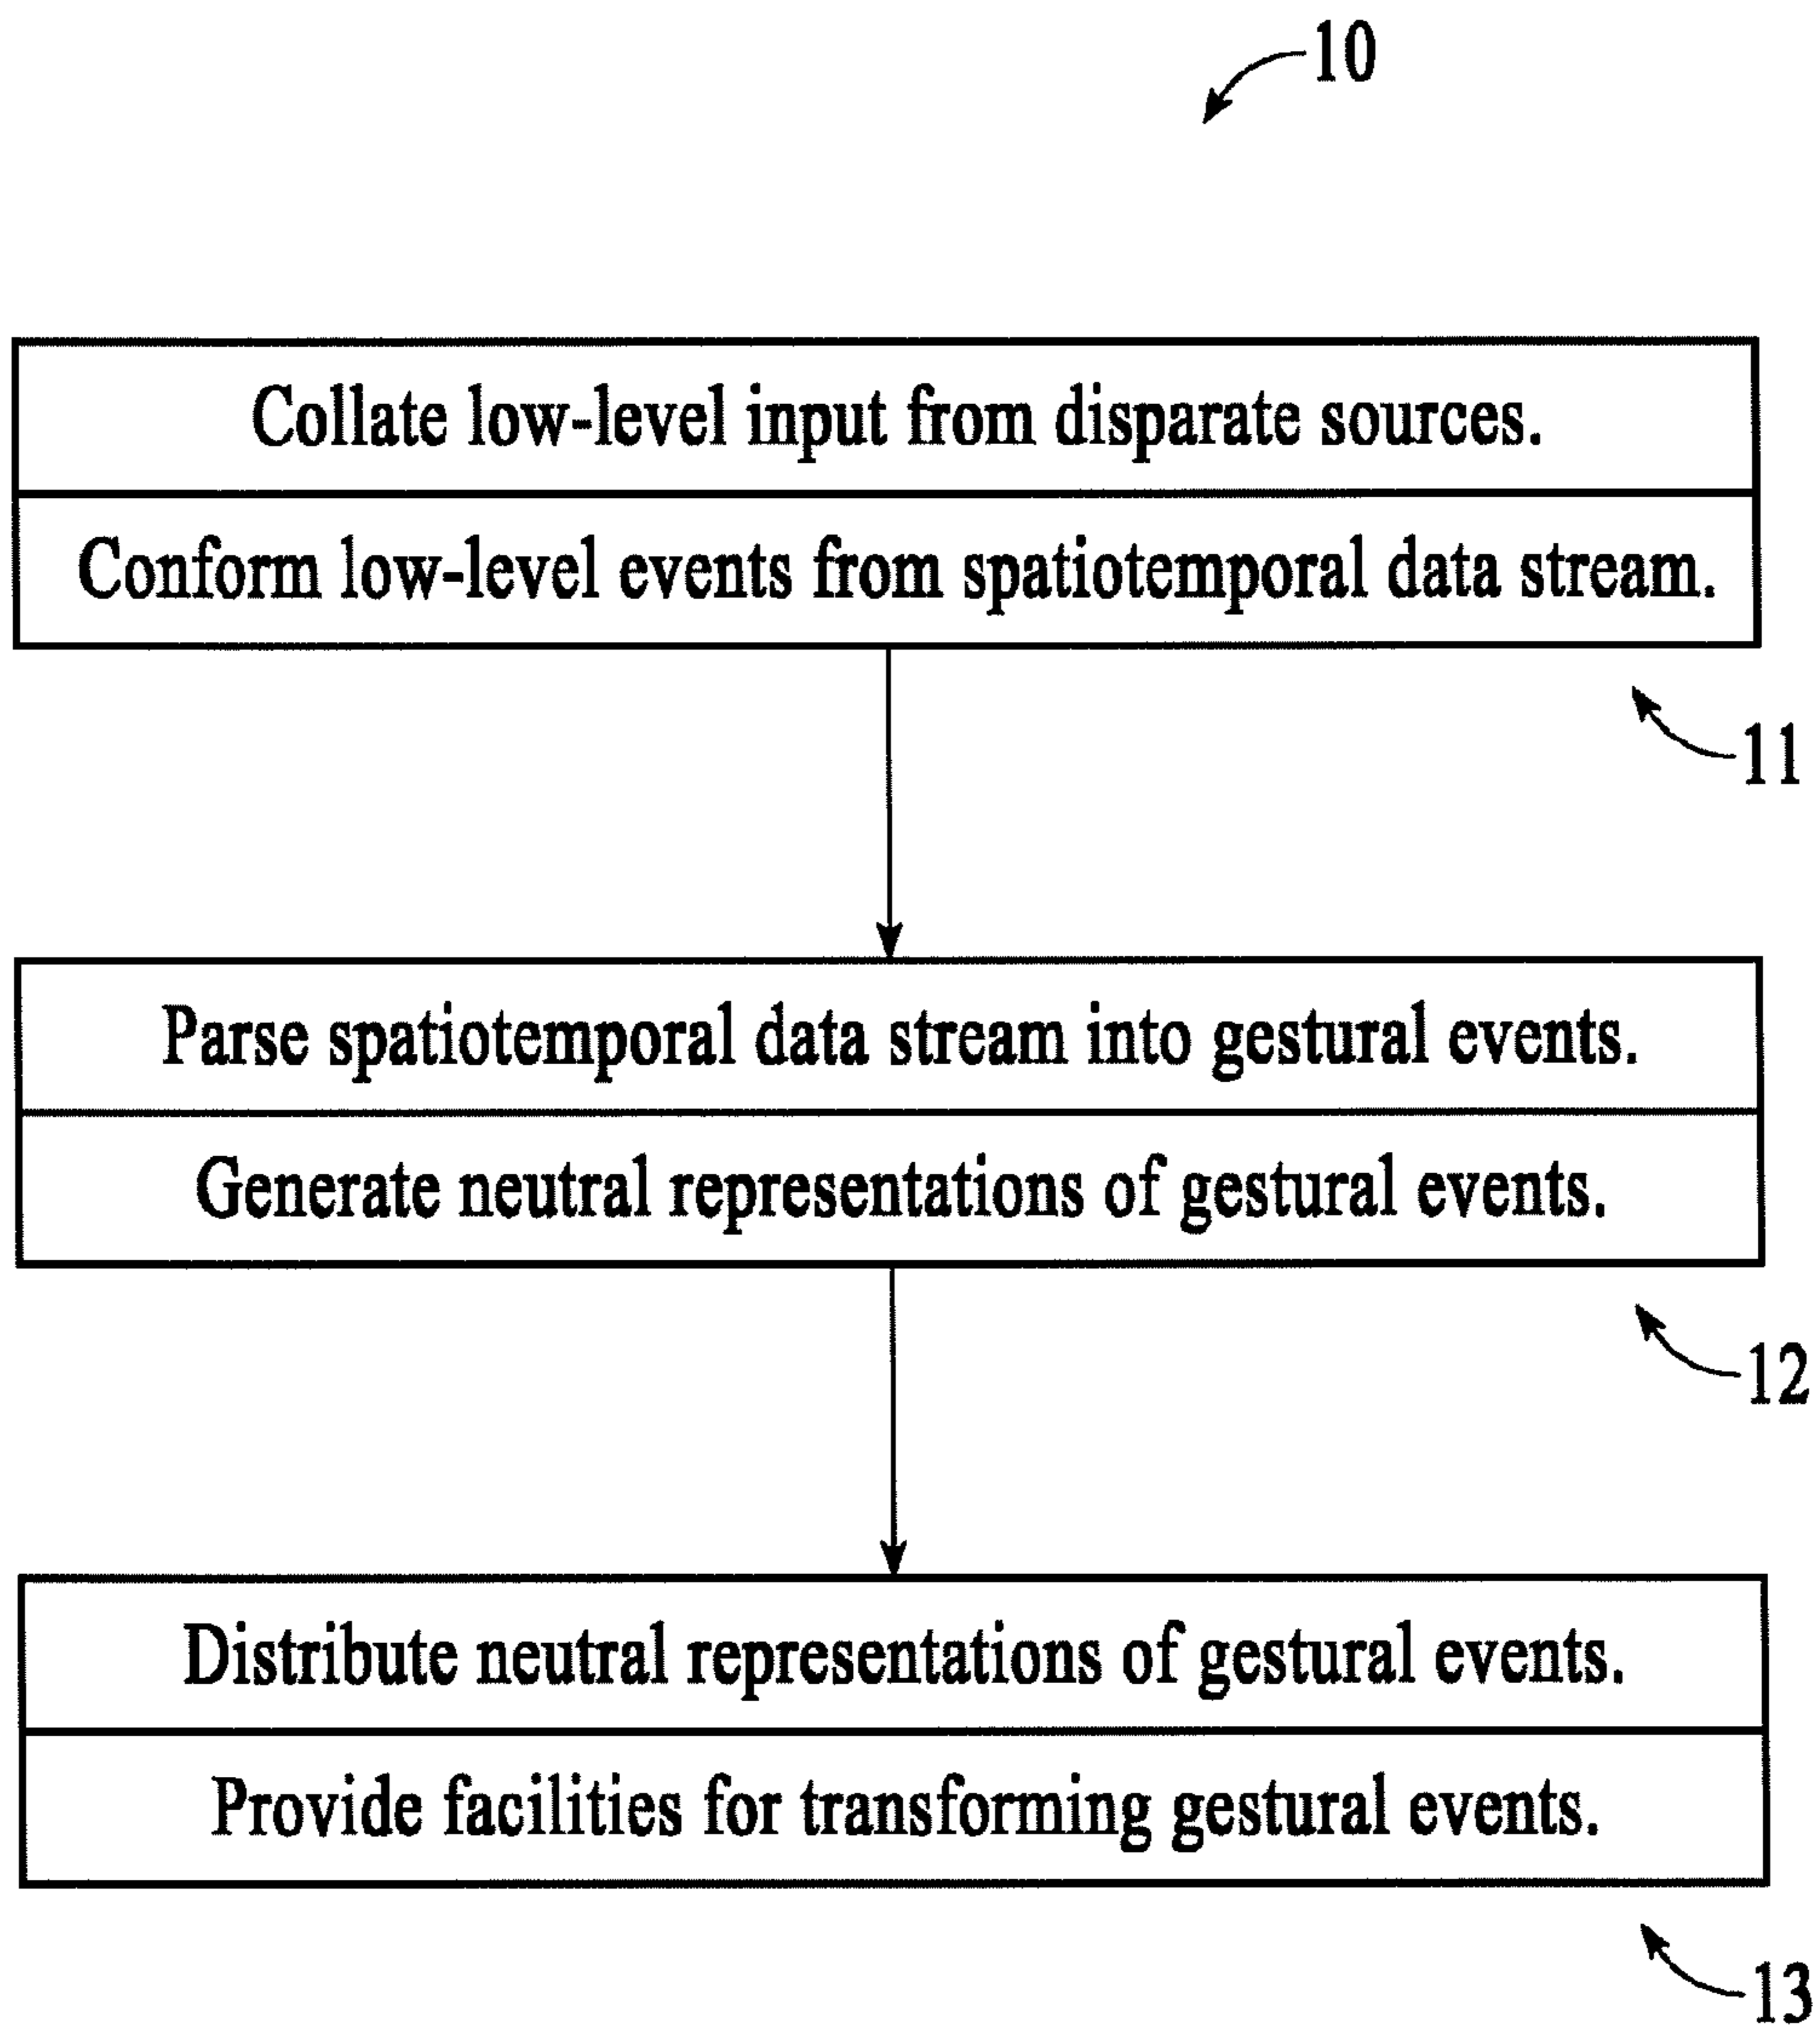 10
Collate low-level input from disparate sources.
Conform low-level events from spatiotemporal data stream.
11
Parse spatiotemporal data stream into gestural events.
Generate neutral representations of gestural events.
12
Distribute neutral representations of gestural events.
Provide facilities for transforming gestural events.
13